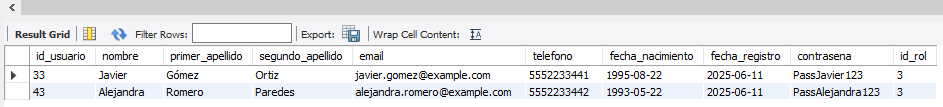 Result Grid Filter Rows: Export: Wrap Cell Content:
id_usuario nombre primer_apellido segundo_apellido email telefono fecha_nacimiento fecha_registro contrasena id_rol
33 Javier Gómez Ortiz javier.gomez@example.com 5552233441 1995-08-22 2025-06-11 PassJavier123 3
43 Alejandra Romero Paredes alejandra.romero@example.com 5552233442 1993-05-22 2025-06-11 PassAlejandra123 3